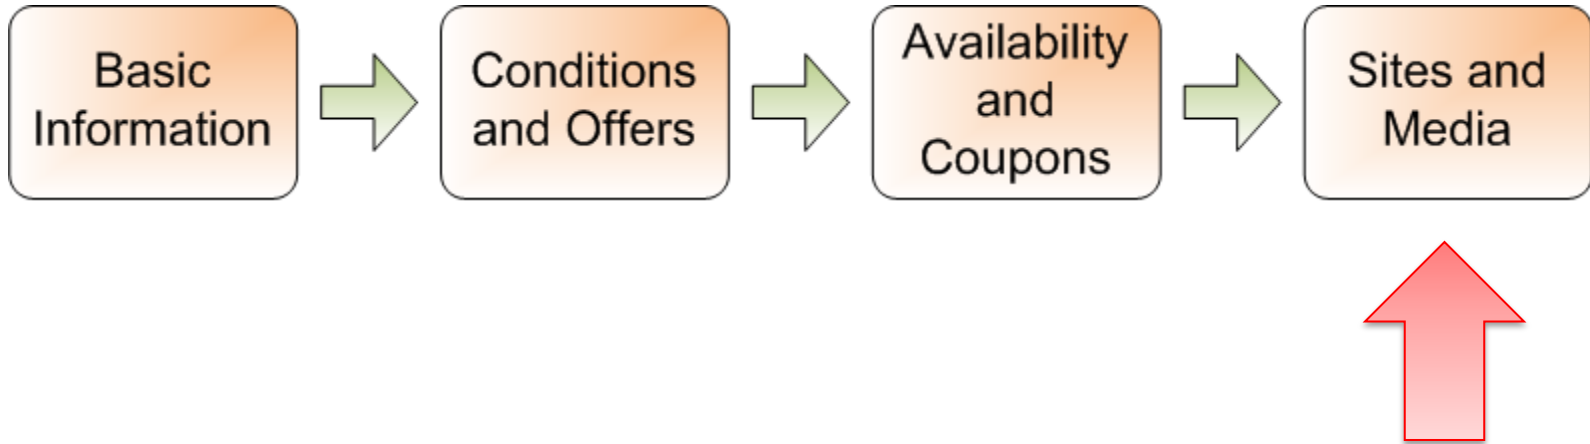 Basic
Information
Conditions
and Offers
Availability
and
Coupons
Sites and
Media